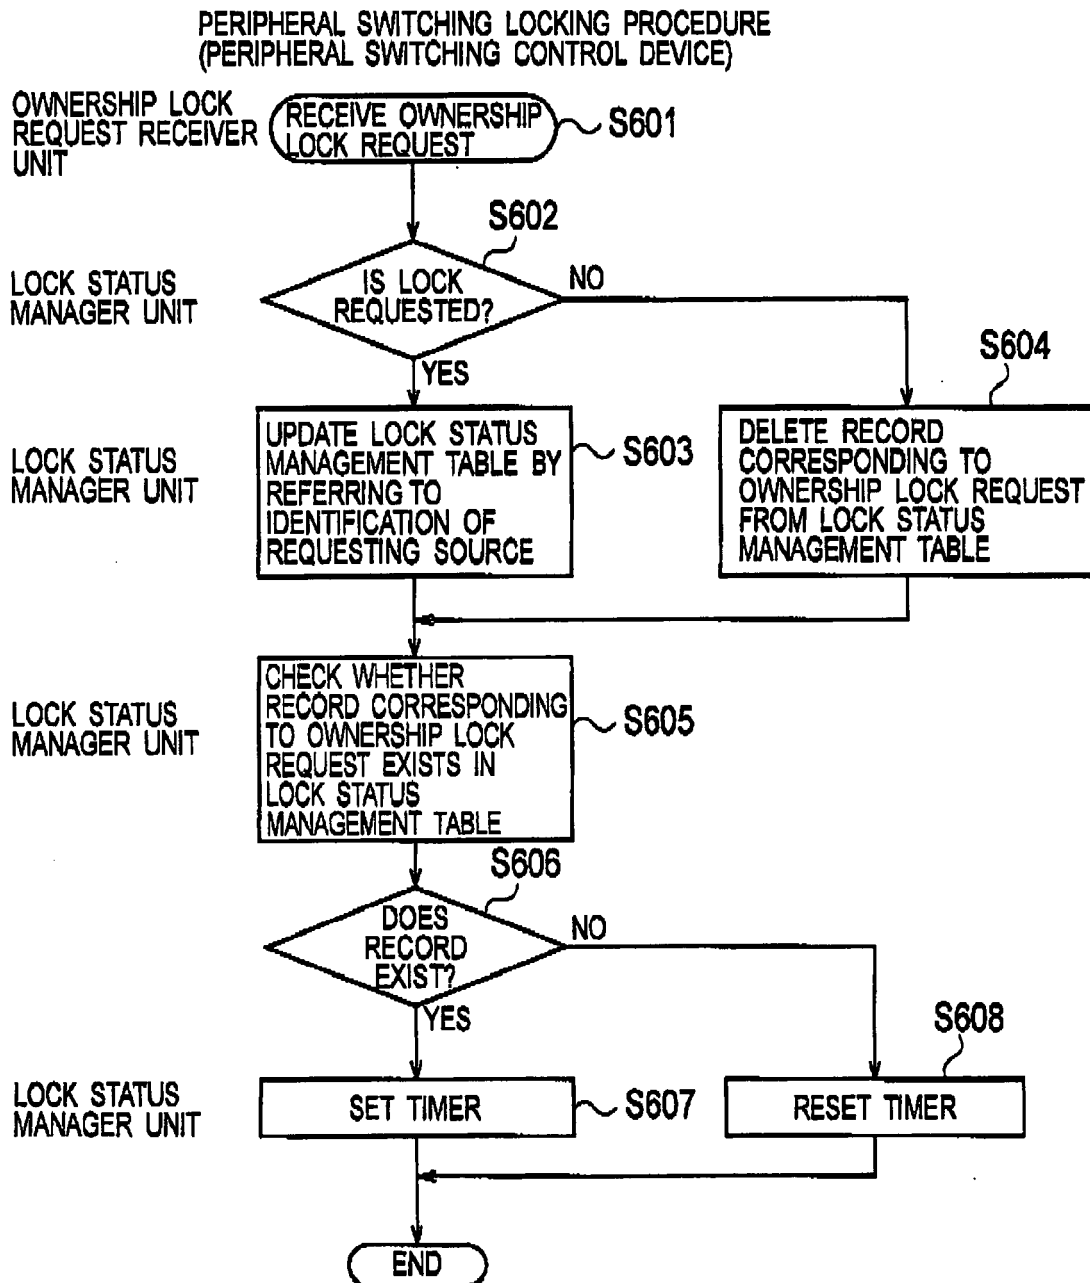 PERIPHERAL SWITCHING LOCKING PROCEDURE
(PERIPHERAL SWITCHING CONTROL DEVICE)
OWNERSHIP LOCK
REQUEST RECEIVER
UNIT
RECEIVE OWNERSHIP
LOCK REQUEST
S601
S602
LOCK STATUS
MANAGER UNIT
IS LOCK
REQUESTED?
NO
YES
S604
LOCK STATUS
MANAGER UNIT
UPDATE LOCK STATUS
MANAGEMENT TABLE BY
REFERRING TO
IDENTIFICATION OF
REQUESTING SOURCE
S603
DELETE RECORD
CORRESPONDING TO
OWNERSHIP LOCK REQUEST
FROM LOCK STATUS
MANAGEMENT TABLE
LOCK STATUS
MANAGER UNIT
CHECK WHETHER
RECORD CORRESPONDING
TO OWNERSHIP LOCK
REQUEST EXISTS IN
LOCK STATUS
MANAGEMENT TABLE
S605
S606
DOES
RECORD
EXIST?
NO
YES
S608
LOCK STATUS
MANAGER UNIT
SET TIMER
S607
RESET TIMER
END